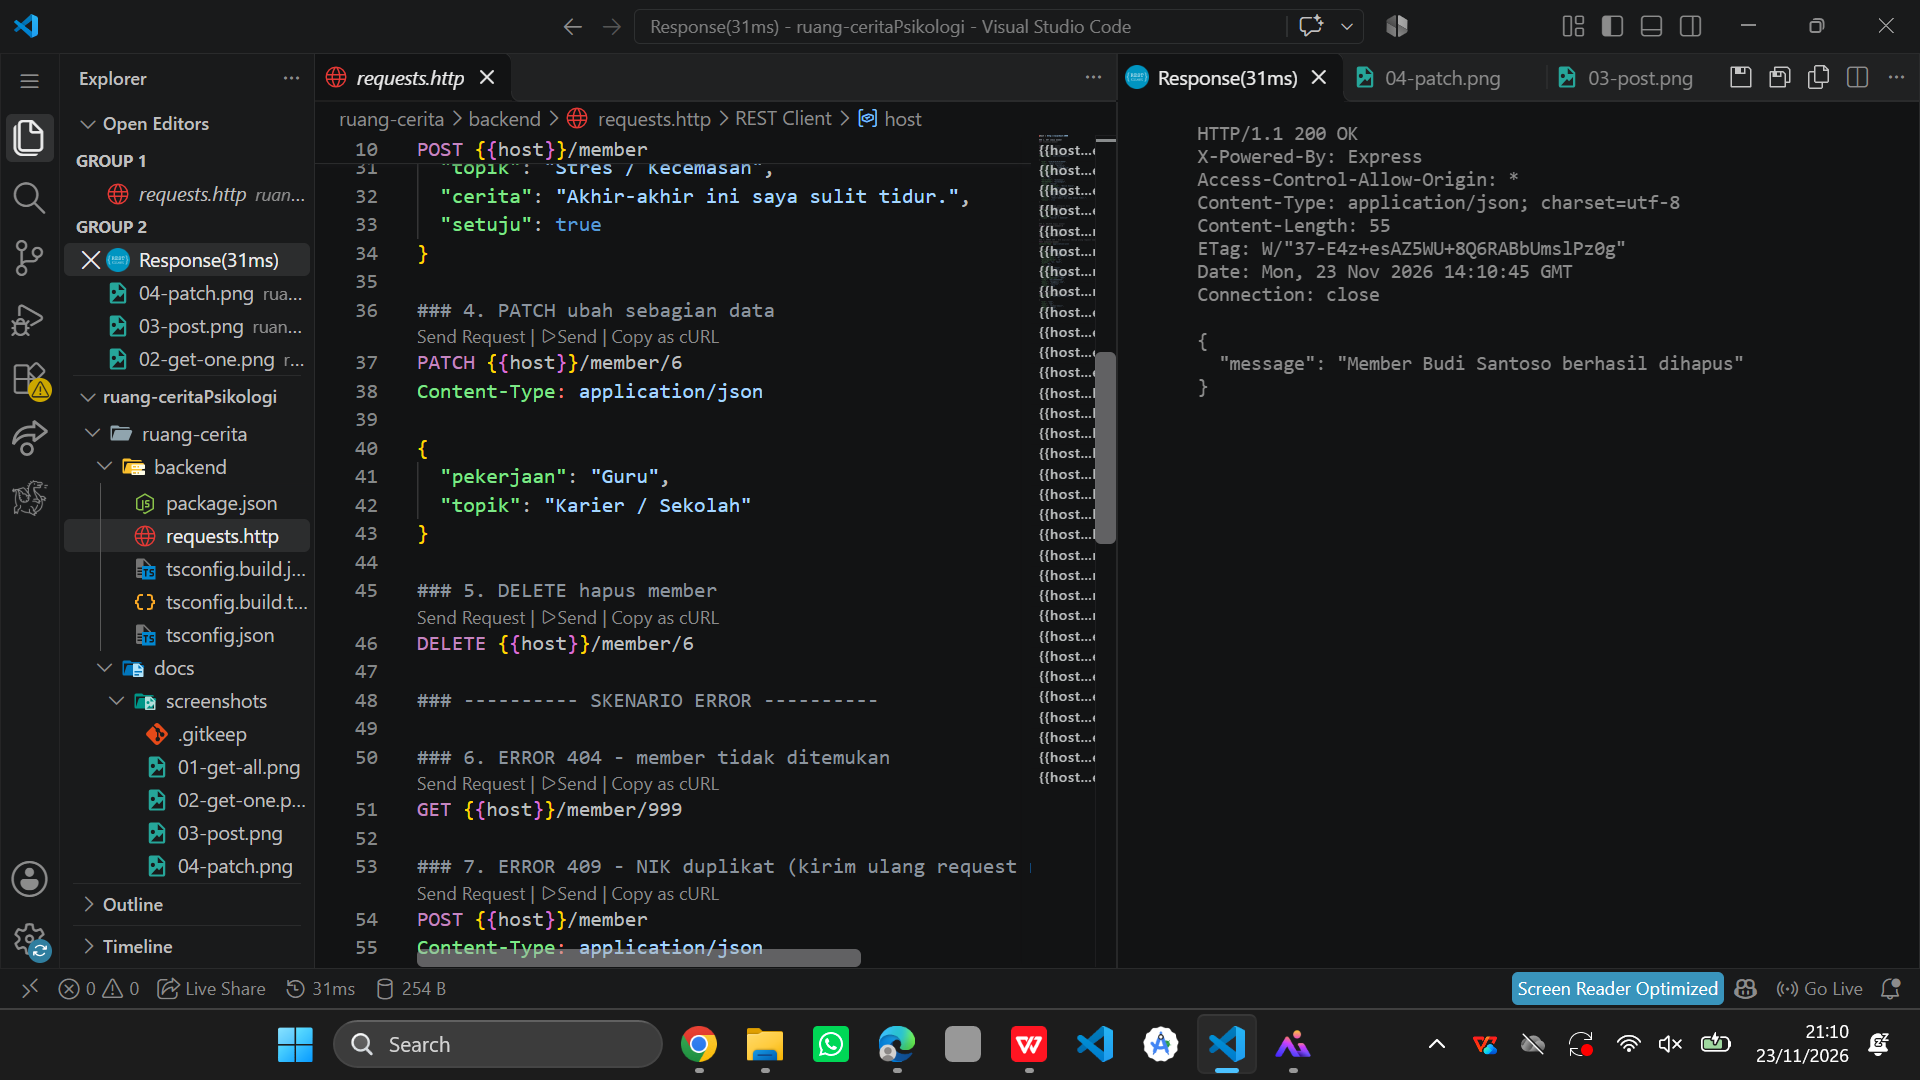 Response(31ms) - ruang-ceritaPsikologi - Visual Studio Code
Explorer
Open Editors
GROUP 1
requests.http ruan...
GROUP 2
Response(31ms)
04-patch.png rua...
03-post.png ruan...
02-get-one.png r...
ruang-ceritaPsikologi
ruang-cerita
backend
package.json
requests.http
tsconfig.build.j...
tsconfig.build.t...
tsconfig.json
docs
screenshots
.gitkeep
01-get-all.png
02-get-one.p...
03-post.png
04-patch.png
Outline
Timeline
requests.http
ruang-cerita > backend > requests.http > REST Client > host
10 POST {{host}}/member
31 "topik": "Stres / Kecemasan",
32 "cerita": "Akhir-akhir ini saya sulit tidur.",
33 "setuju": true
34 }
35
36 ### 4. PATCH ubah sebagian data
Send Request | Send | Copy as cURL
37 PATCH {{host}}/member/6
38 Content-Type: application/json
39
40 {
41 "pekerjaan": "Guru",
42 "topik": "Karier / Sekolah"
43 }
44
45 ### 5. DELETE hapus member
Send Request | Send | Copy as cURL
46 DELETE {{host}}/member/6
47
48 ### ---------- SKENARIO ERROR ----------
49
50 ### 6. ERROR 404 - member tidak ditemukan
Send Request | Send | Copy as cURL
51 GET {{host}}/member/999
52
53 ### 7. ERROR 409 - NIK duplikat (kirim ulang request
Send Request | Send | Copy as cURL
54 POST {{host}}/member
55 Content-Type: application/json
Response(31ms)
04-patch.png
03-post.png
HTTP/1.1 200 OK
X-Powered-By: Express
Access-Control-Allow-Origin: *
Content-Type: application/json; charset=utf-8
Content-Length: 55
ETag: W/"37-E4z+esAZ5WU+8Q6RABbUmslPz0g"
Date: Mon, 23 Nov 2026 14:10:45 GMT
Connection: close
{
"message": "Member Budi Santoso berhasil dihapus"
}
0 0 Live Share 31ms 254 B
Screen Reader Optimized
Go Live
Search
21:10
23/11/2026